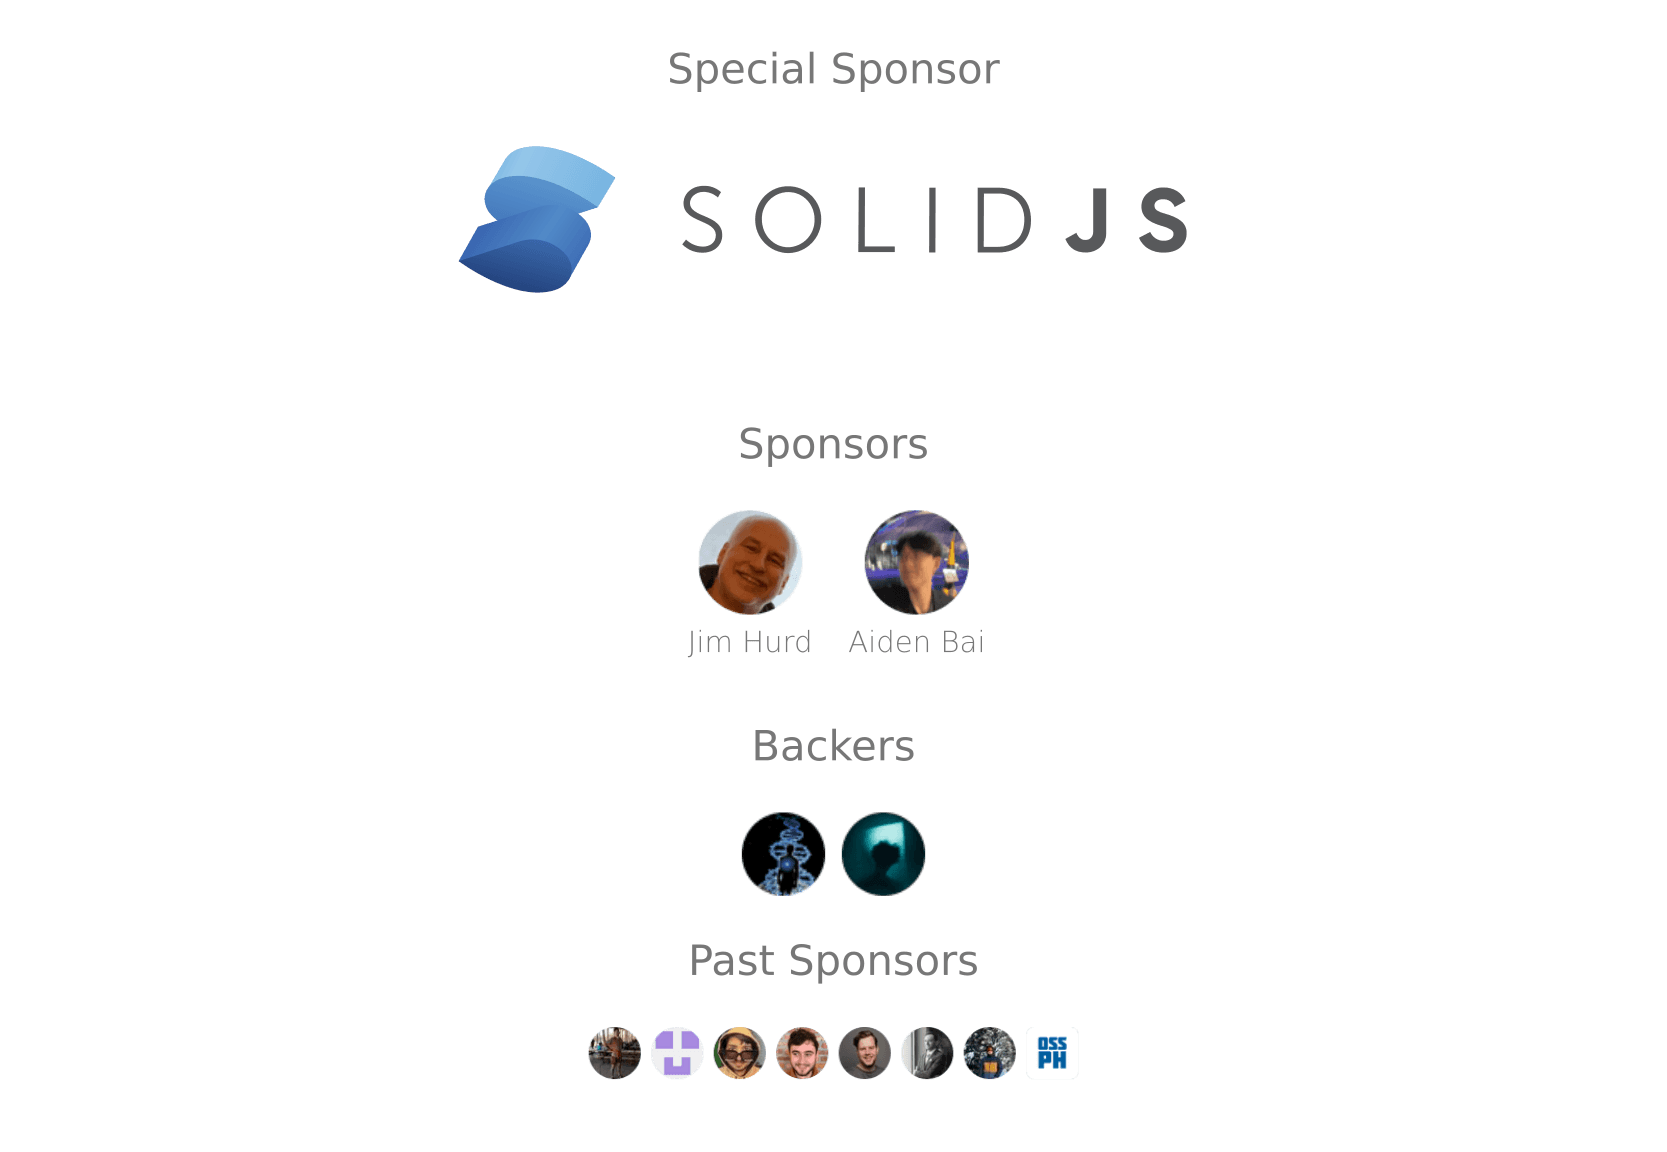 Special Sponsor
SOLIDJS
Sponsors
Jim Hurd
Aiden Bai
Backers
Past Sponsors
OSS
PH